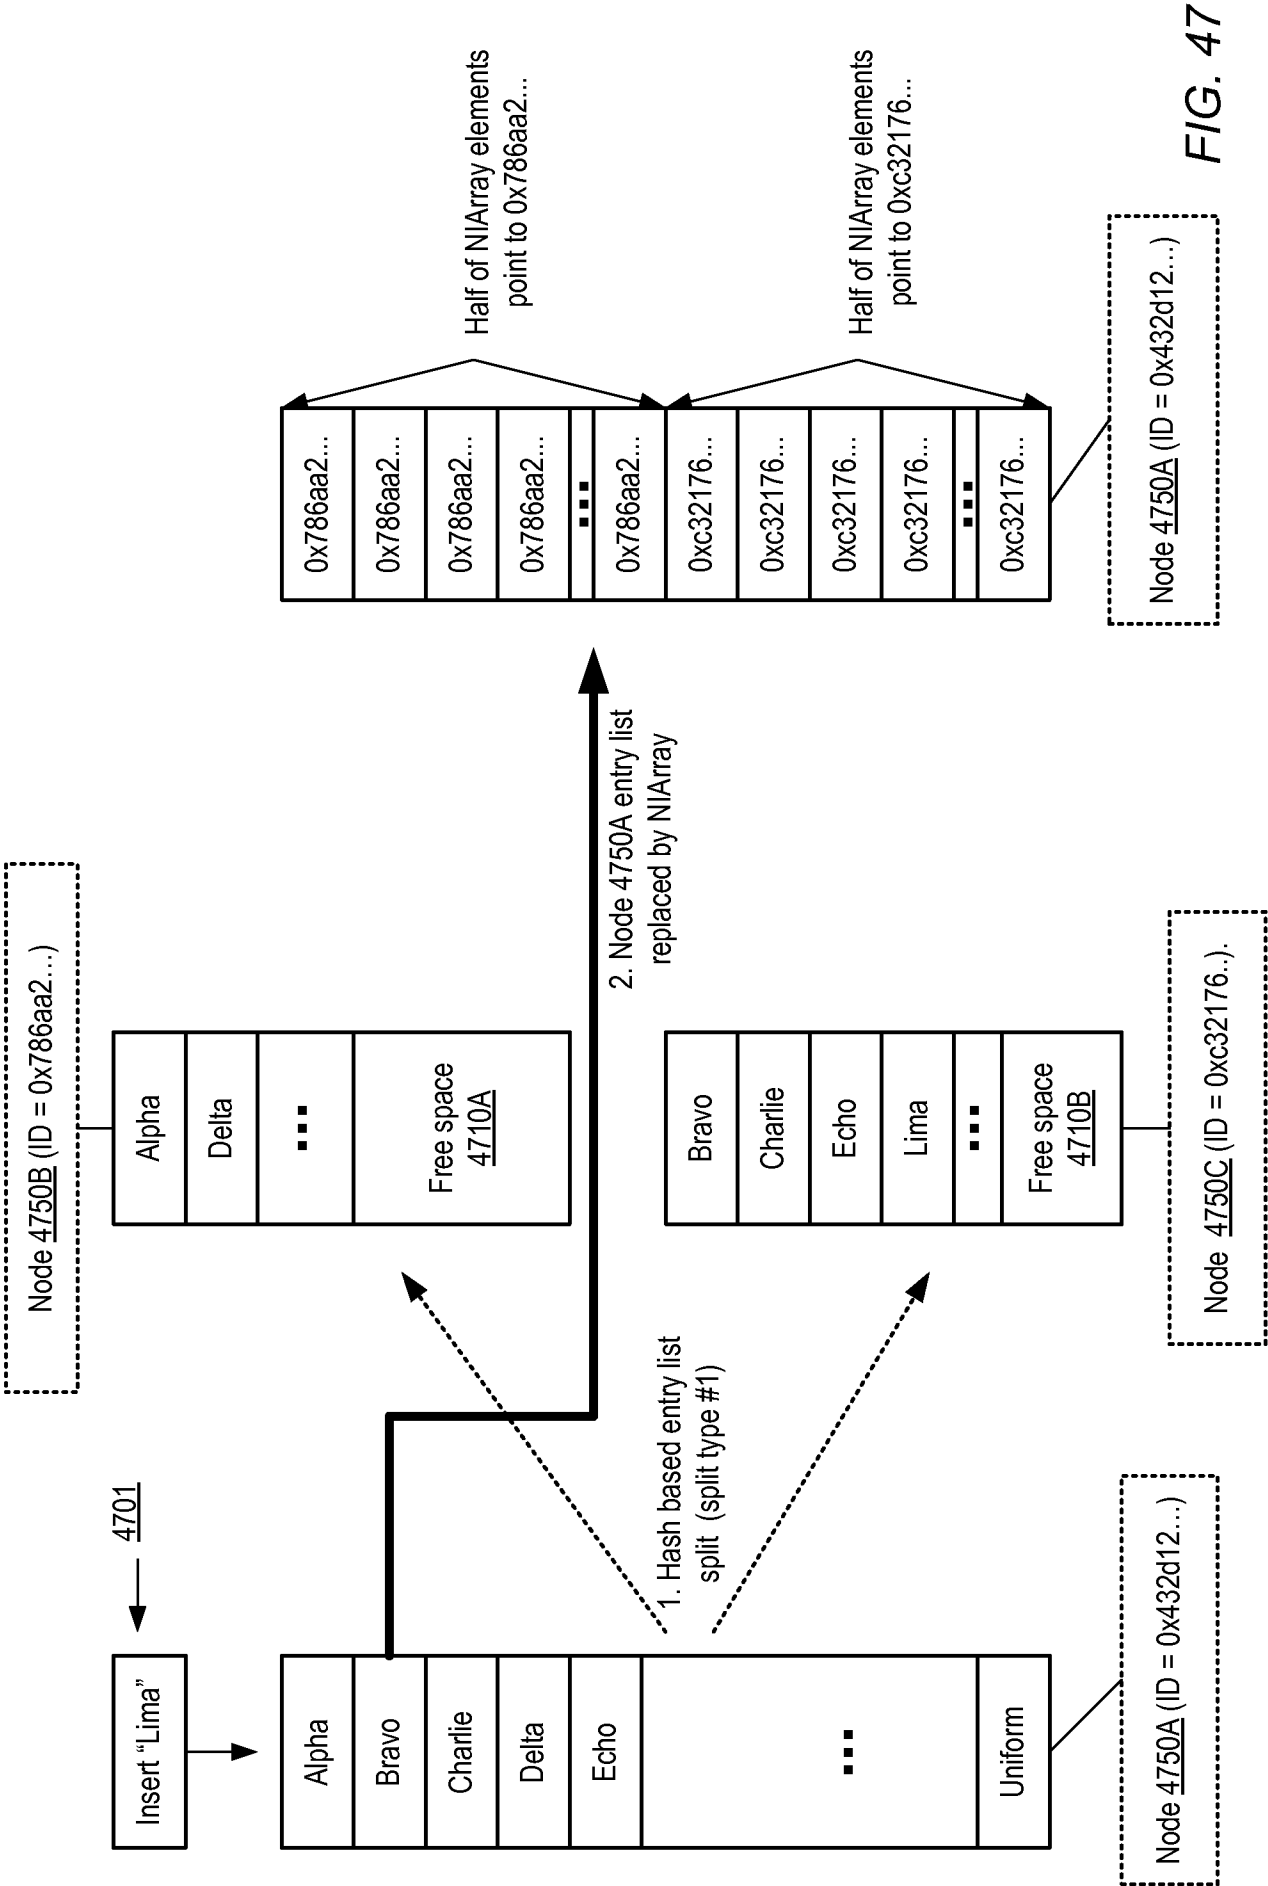 Insert “Lima”
4701
Alpha
Bravo
Charlie
Delta
Echo
...
Uniform
Node 4750A (ID = 0x432d12…)
1. Hash based entry list
split (split type #1)
Node 4750B (ID = 0x786aa2…)
Alpha
Delta
...
Free space
4710A
Bravo
Charlie
Echo
Lima
...
Free space
4710B
Node 4750C (ID = 0xc32176..).
2. Node 4750A entry list
replaced by NIArray
0x786aa2...
0x786aa2...
0x786aa2...
0x786aa2...
...
0x786aa2...
0xc32176...
0xc32176...
0xc32176...
0xc32176...
...
0xc32176...
Half of NIArray elements
point to 0x786aa2...
Half of NIArray elements
point to 0xc32176...
Node 4750A (ID = 0x432d12…)
FIG. 47